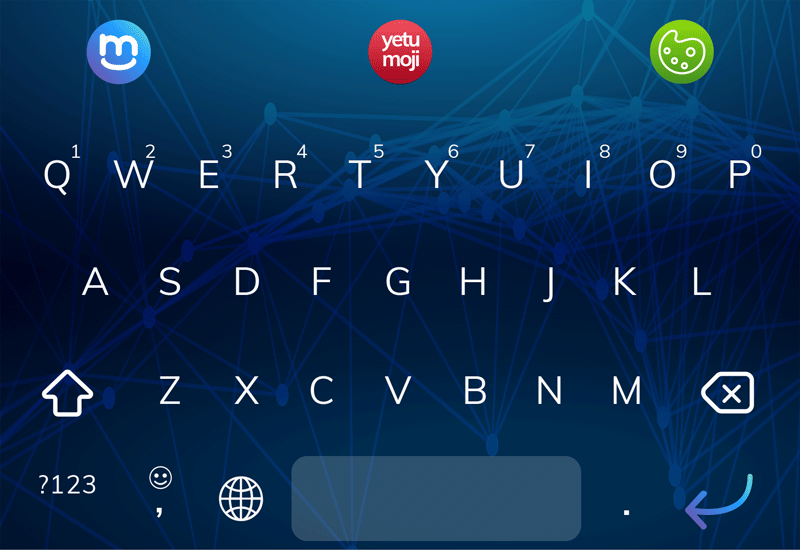 m
yetu
moji
1 2 3 4 5 6 7 8 9 0
Q W E R T Y U I O P
A S D F G H J K L
Z X C V B N M
?123 , .